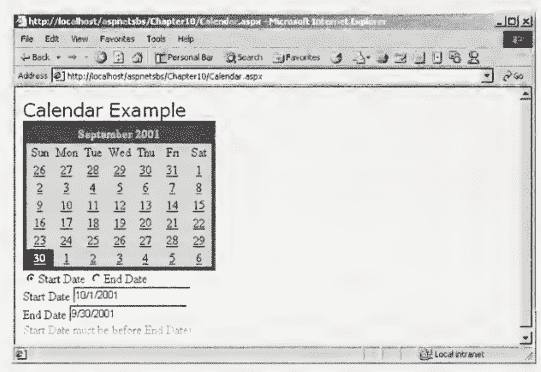 http://localhost/aspnetsbs/Chapter10/Calendar.aspx - Microsoft Internet Explorer
File Edit View Favorites Tools Help
Back Personal Bar Search Favorites
Address http://localhost/aspnetsbs/Chapter10/Calendar.aspx Go
Calendar Example
September 2001
Sun Mon Tue Wed Thu Fri Sat
26 27 28 29 30 31 1
2 3 4 5 6 7 8
9 10 11 12 13 14 15
16 17 18 19 20 21 22
23 24 25 26 27 28 29
30 1 2 3 4 5 6
Start Date End Date
Start Date 10/1/2001
End Date 9/30/2001
Start Date must be before End Date!
Local intranet